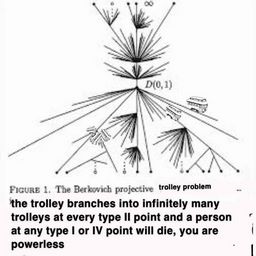 ∞
D(0,1)
FIGURE 1. The Berkovich projective trolley problem
the trolley branches into infinitely many
trolleys at every type II point and a person
at any type I or IV point will die, you are
powerless